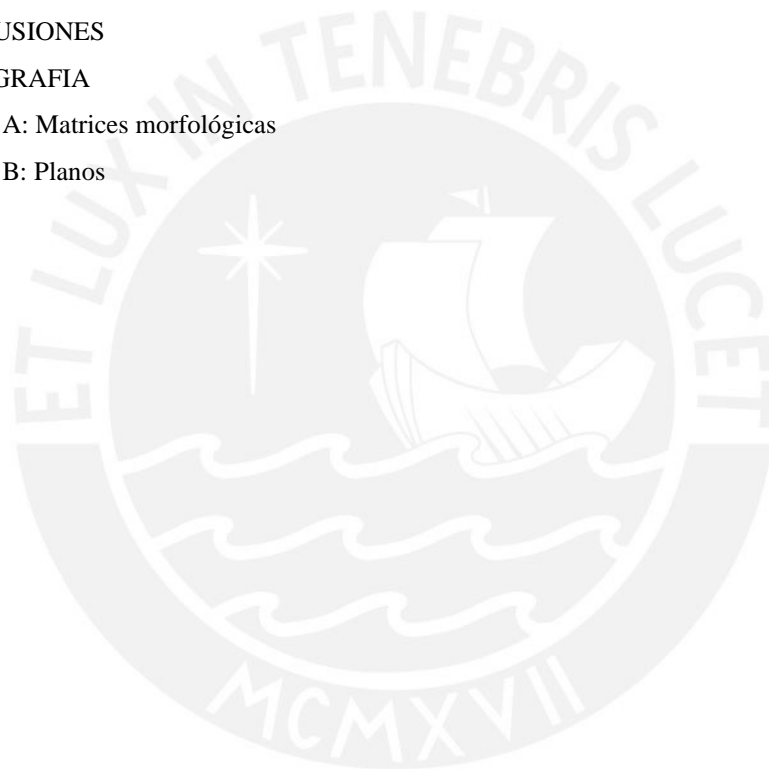 USIONES
GRAFIA
A: Matrices morfológicas
B: Planos
ET LUX IN TENEBRIS LUCET
MCMXVII